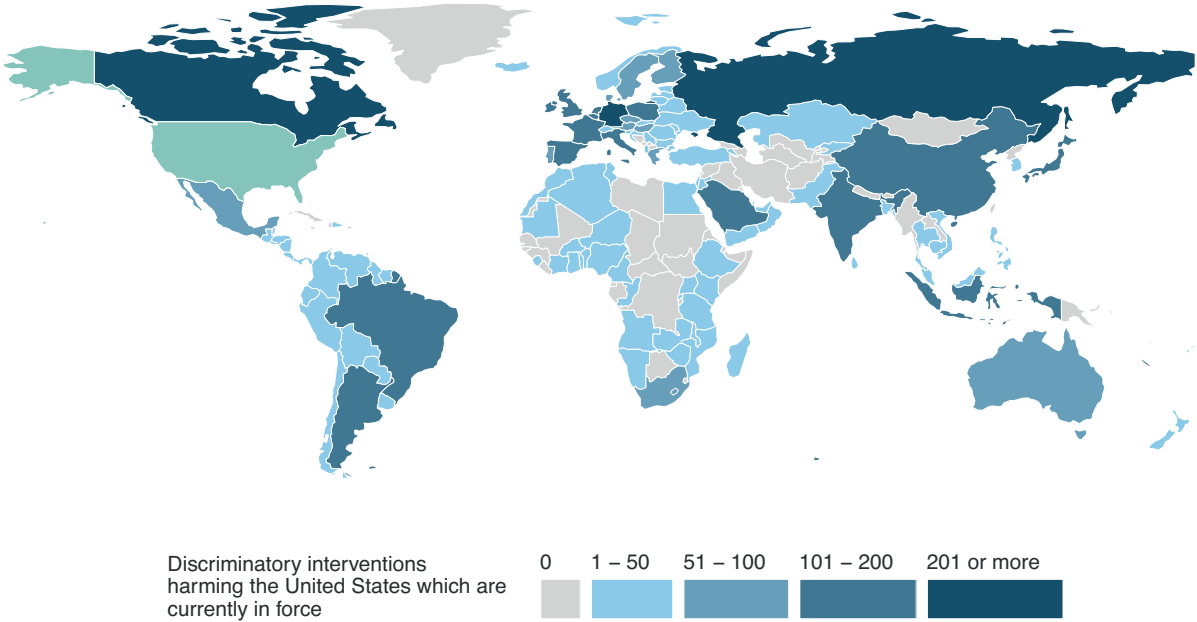 Discriminatory interventions
harming the United States which are
currently in force
0
1 – 50
51 – 100
101 – 200
201 or more